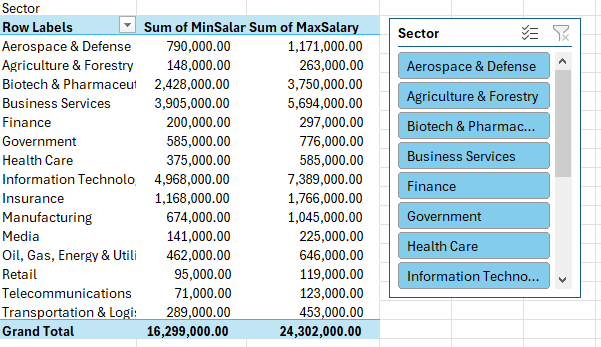 Sector
Row Labels Sum of MinSalar Sum of MaxSalary
Aerospace & Defense 790,000.00 1,171,000.00
Agriculture & Forestry 148,000.00 263,000.00
Biotech & Pharmaceut 2,428,000.00 3,750,000.00
Business Services 3,905,000.00 5,694,000.00
Finance 200,000.00 297,000.00
Government 585,000.00 776,000.00
Health Care 375,000.00 585,000.00
Information Technolo 4,968,000.00 7,389,000.00
Insurance 1,168,000.00 1,766,000.00
Manufacturing 674,000.00 1,045,000.00
Media 141,000.00 225,000.00
Oil, Gas, Energy & Utili 462,000.00 646,000.00
Retail 95,000.00 119,000.00
Telecommunications 71,000.00 123,000.00
Transportation & Logi 289,000.00 453,000.00
Grand Total 16,299,000.00 24,302,000.00
Sector
Aerospace & Defense
Agriculture & Forestry
Biotech & Pharmac...
Business Services
Finance
Government
Health Care
Information Techno...